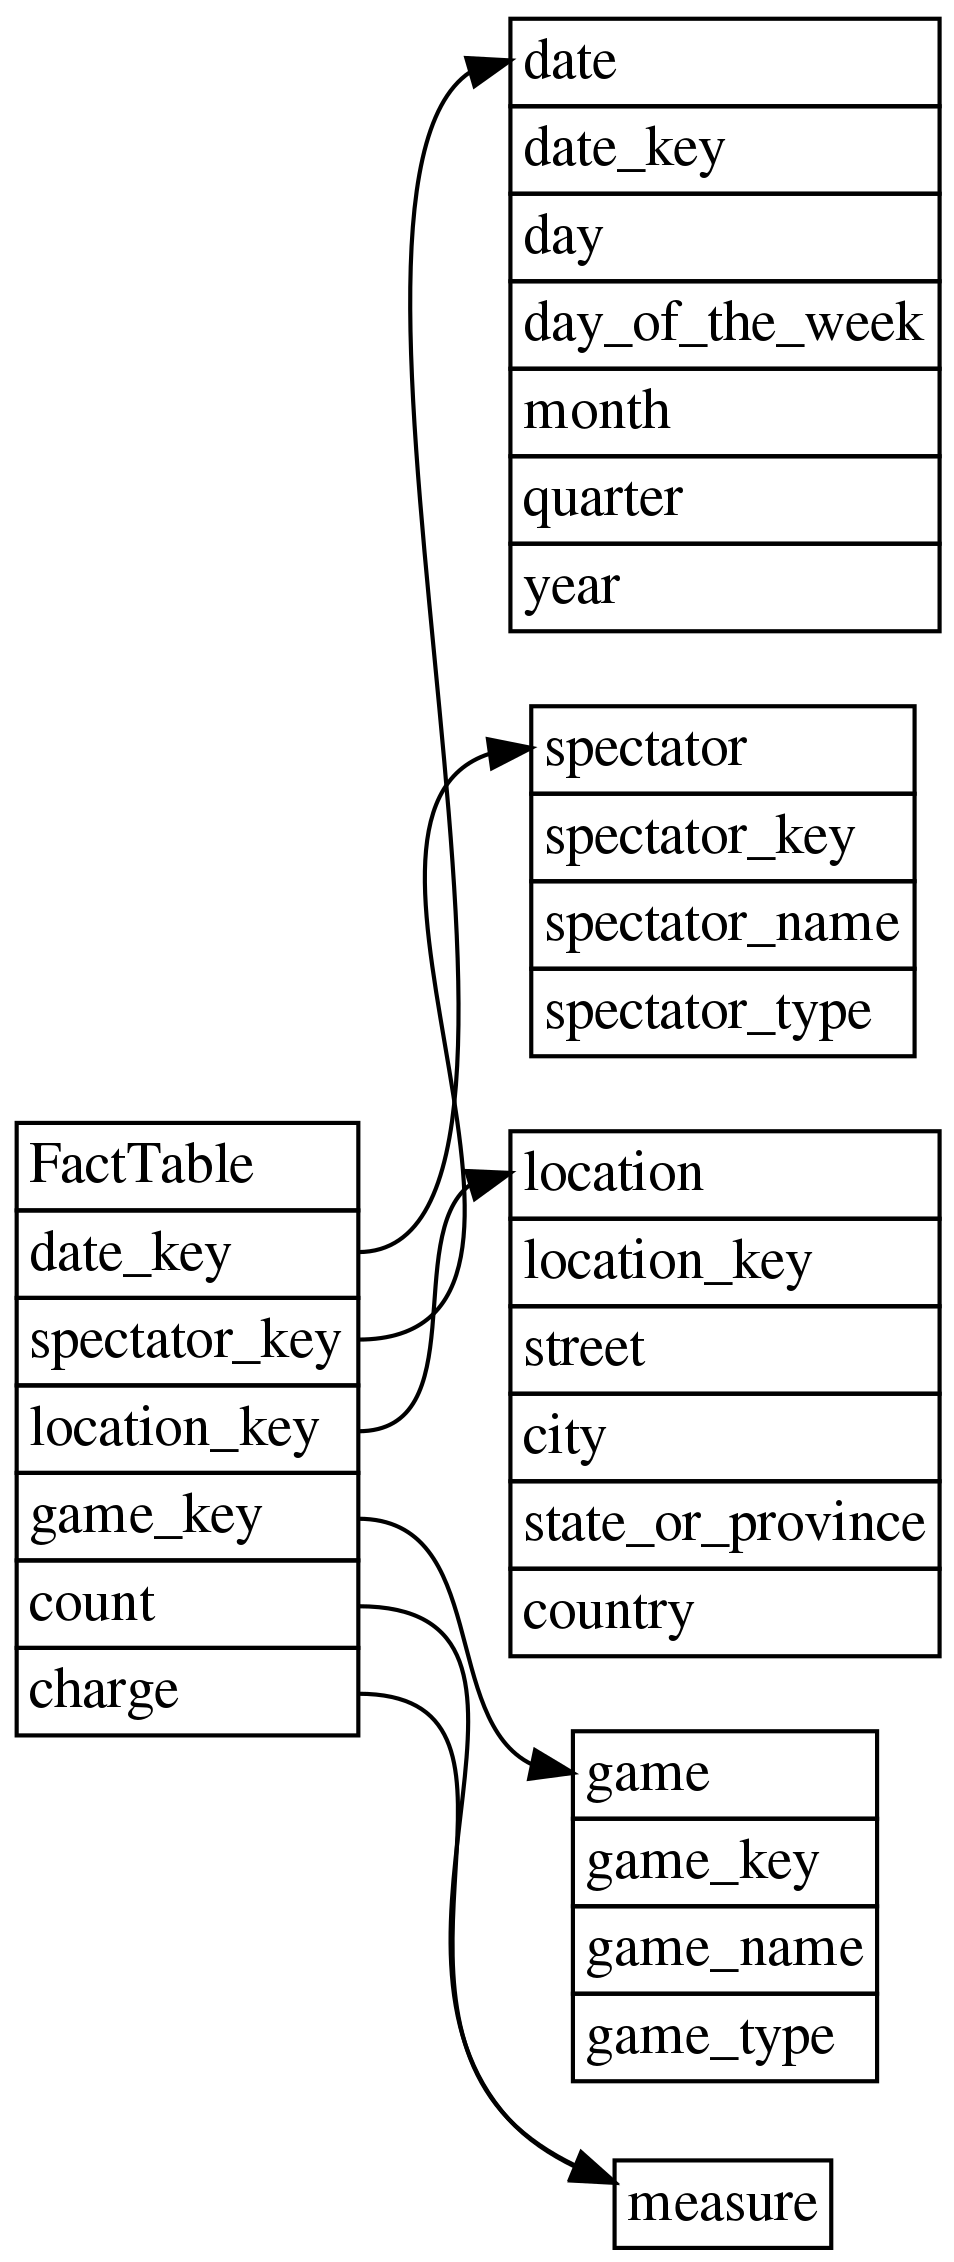 FactTable
date_key
spectator_key
location_key
game_key
count
charge
date
date_key
day
day_of_the_week
month
quarter
year
spectator
spectator_key
spectator_name
spectator_type
location
location_key
street
city
state_or_province
country
game
game_key
game_name
game_type
measure